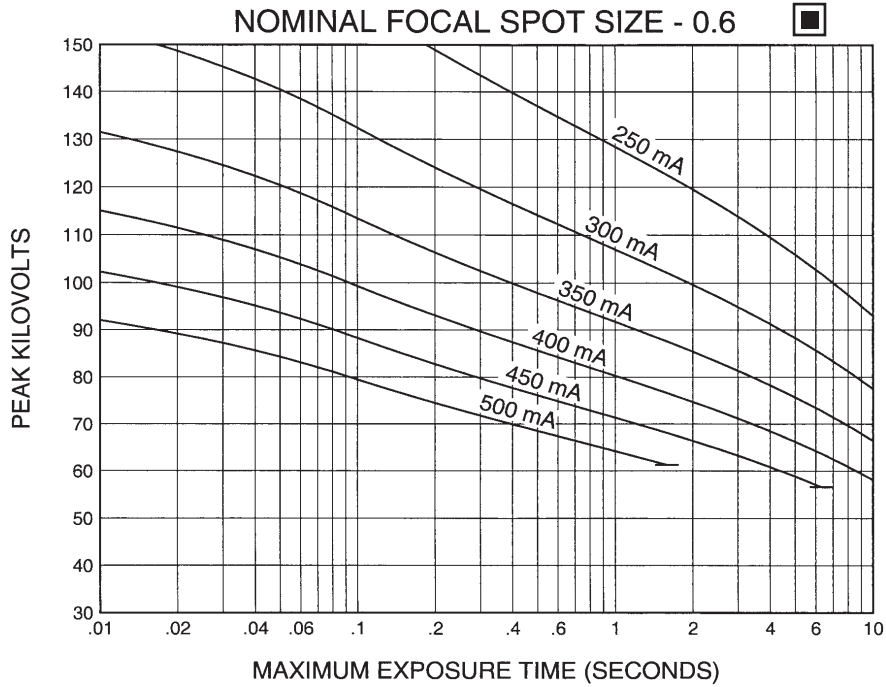 NOMINAL FOCAL SPOT SIZE - 0.6
150
140
130
120
110
100
90
80
70
60
50
40
30
PEAK KILOVOLTS
250 mA
300 mA
350 mA
400 mA
450 mA
500 mA
.01 .02 .04 .06 .1 .2 .4 .6 1 2 4 6 10
MAXIMUM EXPOSURE TIME (SECONDS)